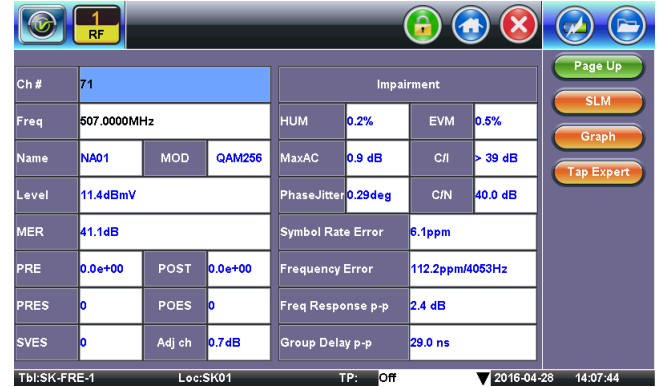 1
RF
Page Up
SLM
Graph
Tap Expert
Ch # 71 Impairment
Freq 507.0000MHz HUM 0.2% EVM 0.5%
Name NA01 MOD QAM256 MaxAC 0.9 dB C/I > 39 dB
Level 11.4dBmV PhaseJitter 0.29deg C/N 40.0 dB
MER 41.1dB Symbol Rate Error 6.1ppm
PRE 0.0e+00 POST 0.0e+00 Frequency Error 112.2ppm/4053Hz
PRES 0 POES 0 Freq Response p-p 2.4 dB
SVES 0 Adj ch 0.7dB Group Delay p-p 29.0 ns
Tbl:SK-FRE-1 Loc:SK01 TP: Off 2016-04-28 14:07:44